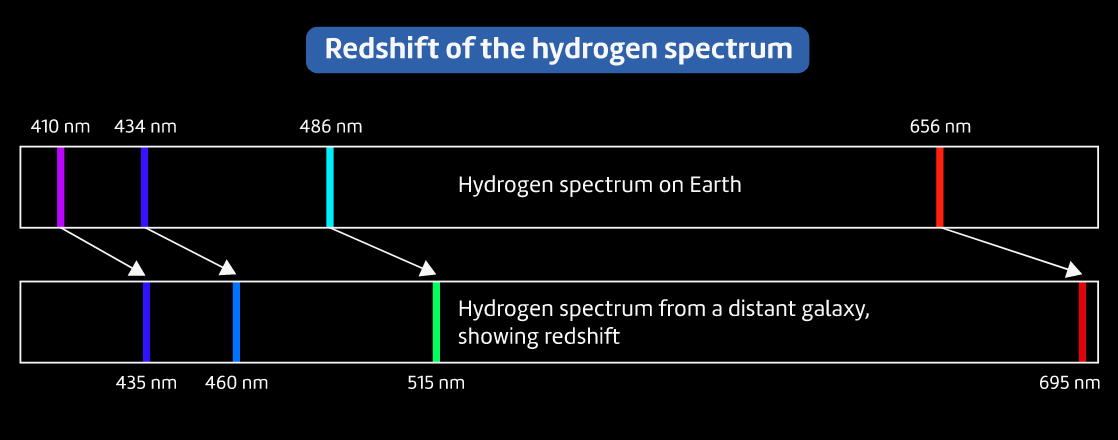 Redshift of the hydrogen spectrum
410 nm 434 nm 486 nm 656 nm
Hydrogen spectrum on Earth
Hydrogen spectrum from a distant galaxy,
showing redshift
435 nm 460 nm 515 nm 695 nm